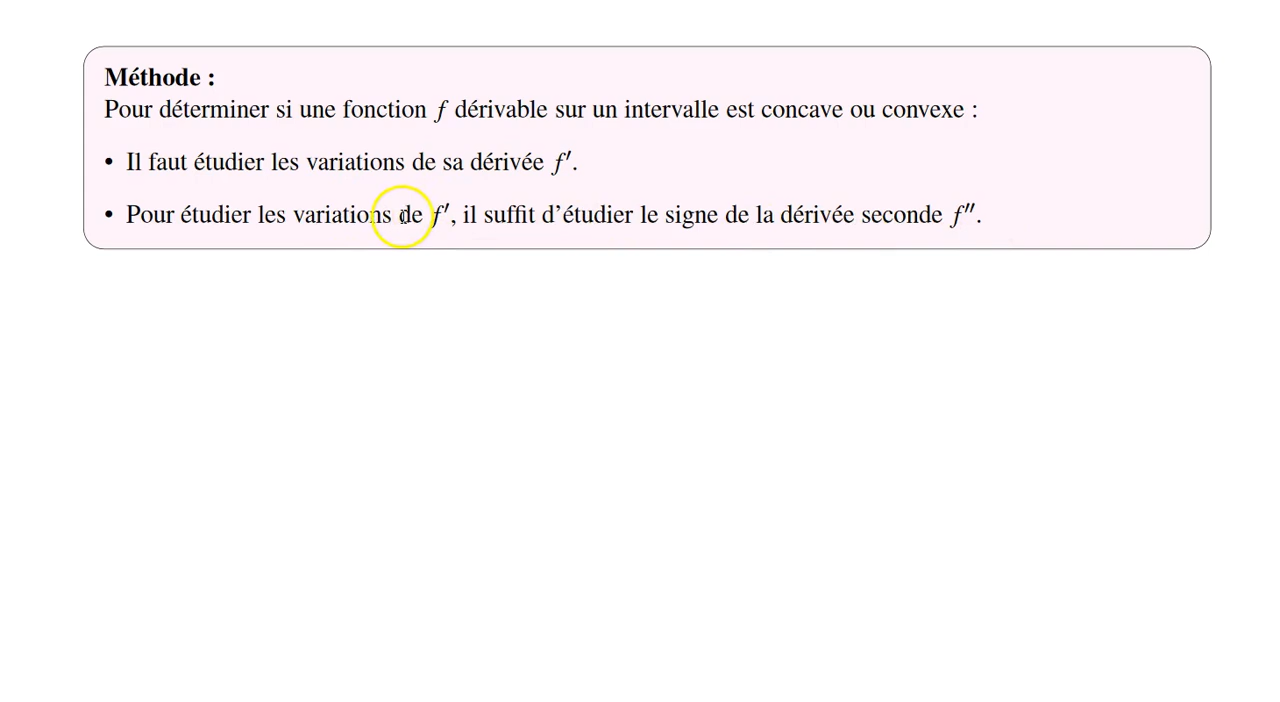 Méthode :
Pour déterminer si une fonction f dérivable sur un intervalle est concave ou convexe :
• Il faut étudier les variations de sa dérivée f′.
• Pour étudier les variations de f′, il suffit d’étudier le signe de la dérivée seconde f″.